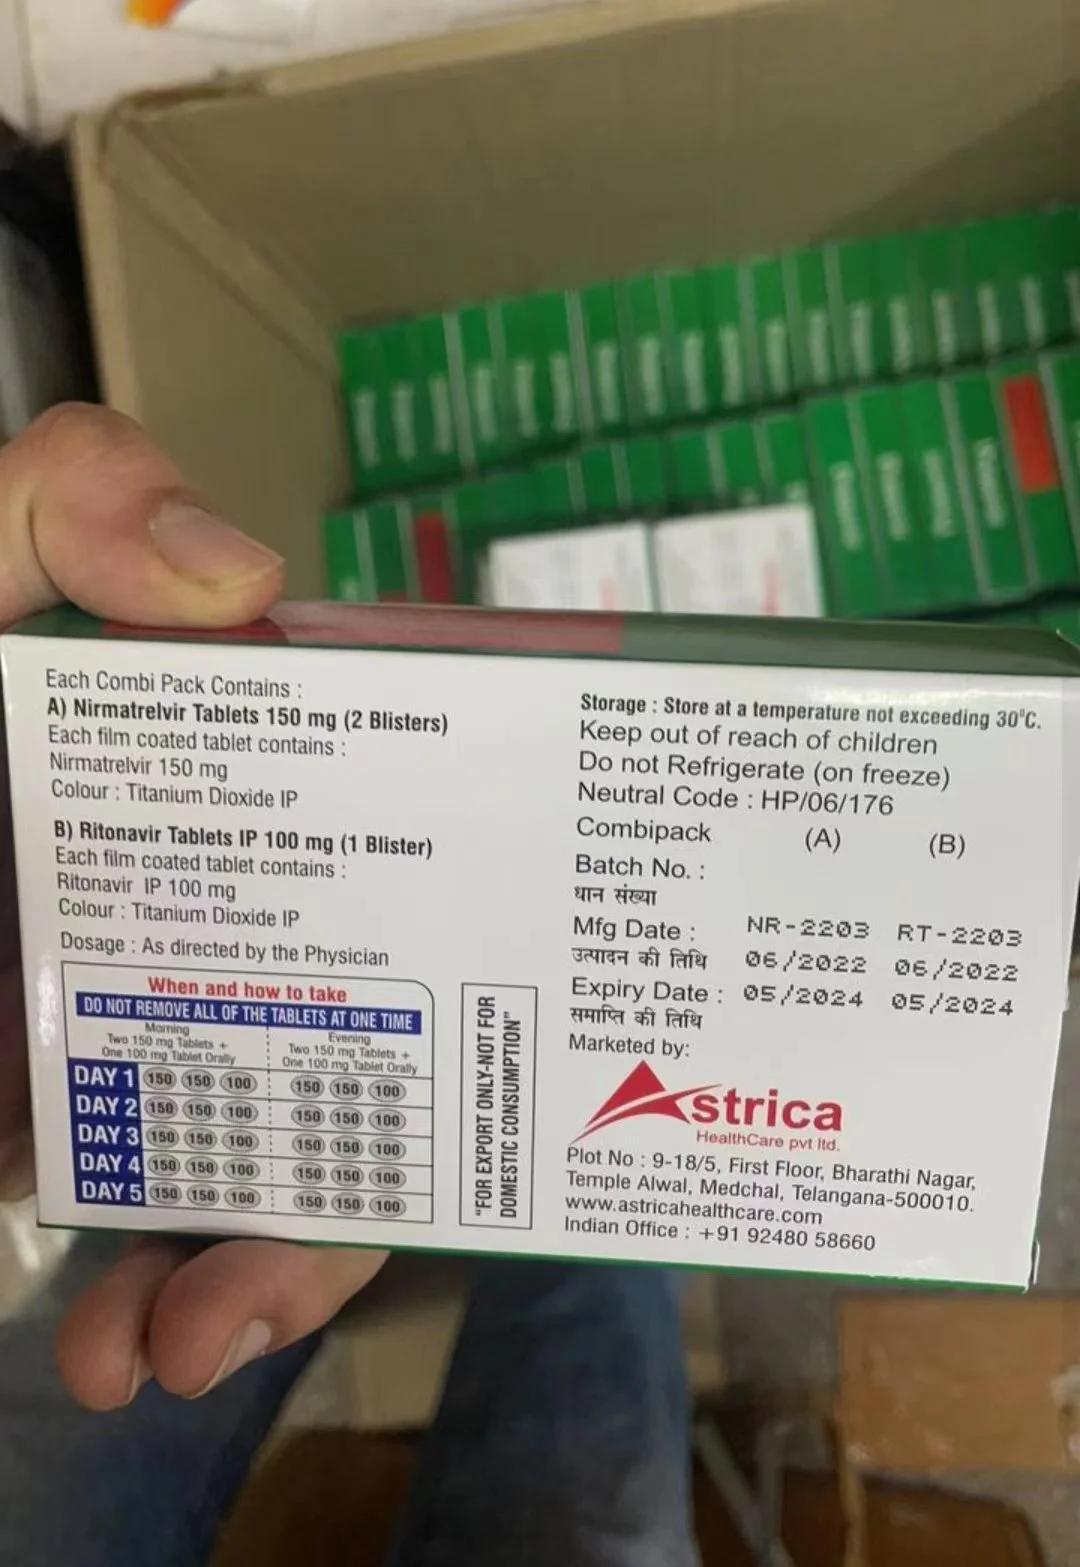 Each Combi Pack Contains :
A) Nirmatrelvir Tablets 150 mg (2 Blisters)
Each film coated tablet contains :
Nirmatrelvir 150 mg
Colour : Titanium Dioxide IP
B) Ritonavir Tablets IP 100 mg (1 Blister)
Each film coated tablet contains :
Ritonavir IP 100 mg
Colour : Titanium Dioxide IP
Dosage : As directed by the Physician
When and how to take
DO NOT REMOVE ALL OF THE TABLETS AT ONE TIME
Morning
Two 150 mg Tablets +
One 100 mg Tablet Orally
Evening
Two 150 mg Tablets +
One 100 mg Tablet Orally
DAY 1 150 150 100 150 150 100
DAY 2 150 150 100 150 150 100
DAY 3 150 150 100 150 150 100
DAY 4 150 150 100 150 150 100
DAY 5 150 150 100 150 150 100
"FOR EXPORT ONLY-NOT FOR
DOMESTIC CONSUMPTION"
Storage : Store at a temperature not exceeding 30°C.
Keep out of reach of children
Do not Refrigerate (on freeze)
Neutral Code : HP/06/176
Combipack (A) (B)
Batch No. :
धान संख्या
NR-2203 RT-2203
Mfg Date :
उत्पादन की तिथि
06/2022 06/2022
Expiry Date : 05/2024 05/2024
समाप्ति की तिथि
Marketed by:
Astrica
HealthCare pvt ltd.
Plot No : 9-18/5, First Floor, Bharathi Nagar,
Temple Alwal, Medchal, Telangana-500010.
www.astricahealthcare.com
Indian Office : +91 92480 58660